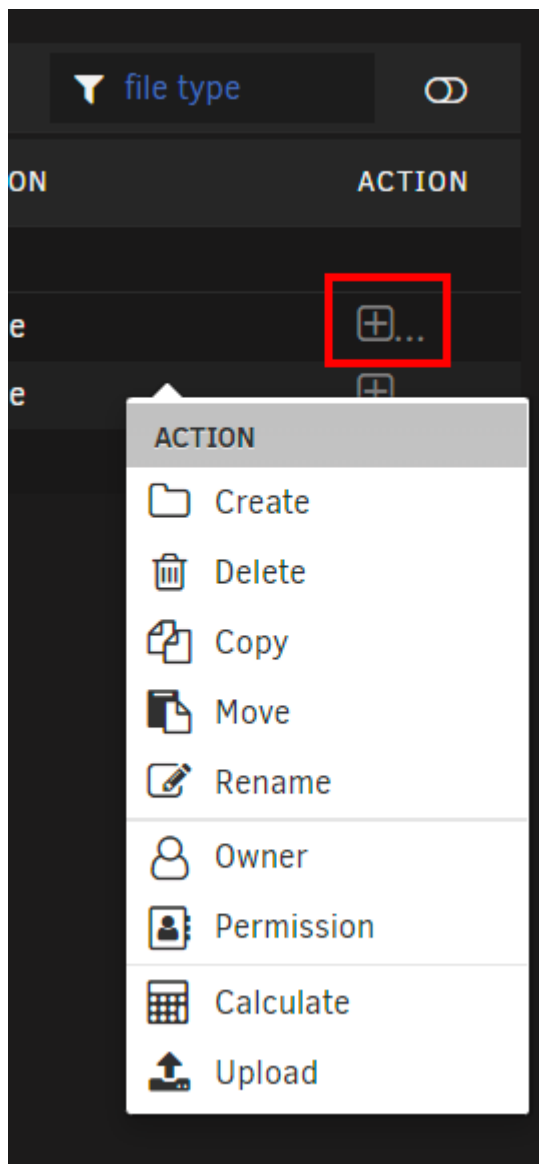 file type
ON ACTION
e ...
e
ACTION
Create
Delete
Copy
Move
Rename
Owner
Permission
Calculate
Upload